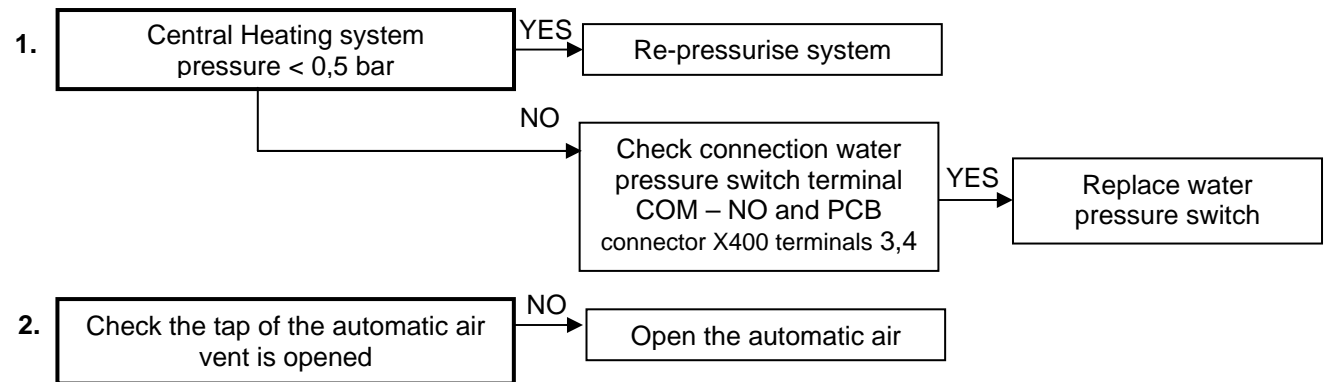 1.
Central Heating system
pressure < 0,5 bar
YES
Re-pressurise system
NO
Check connection water
pressure switch terminal
COM – NO and PCB
connector X400 terminals 3,4
YES
Replace water
pressure switch
2.
Check the tap of the automatic air
vent is opened
NO
Open the automatic air